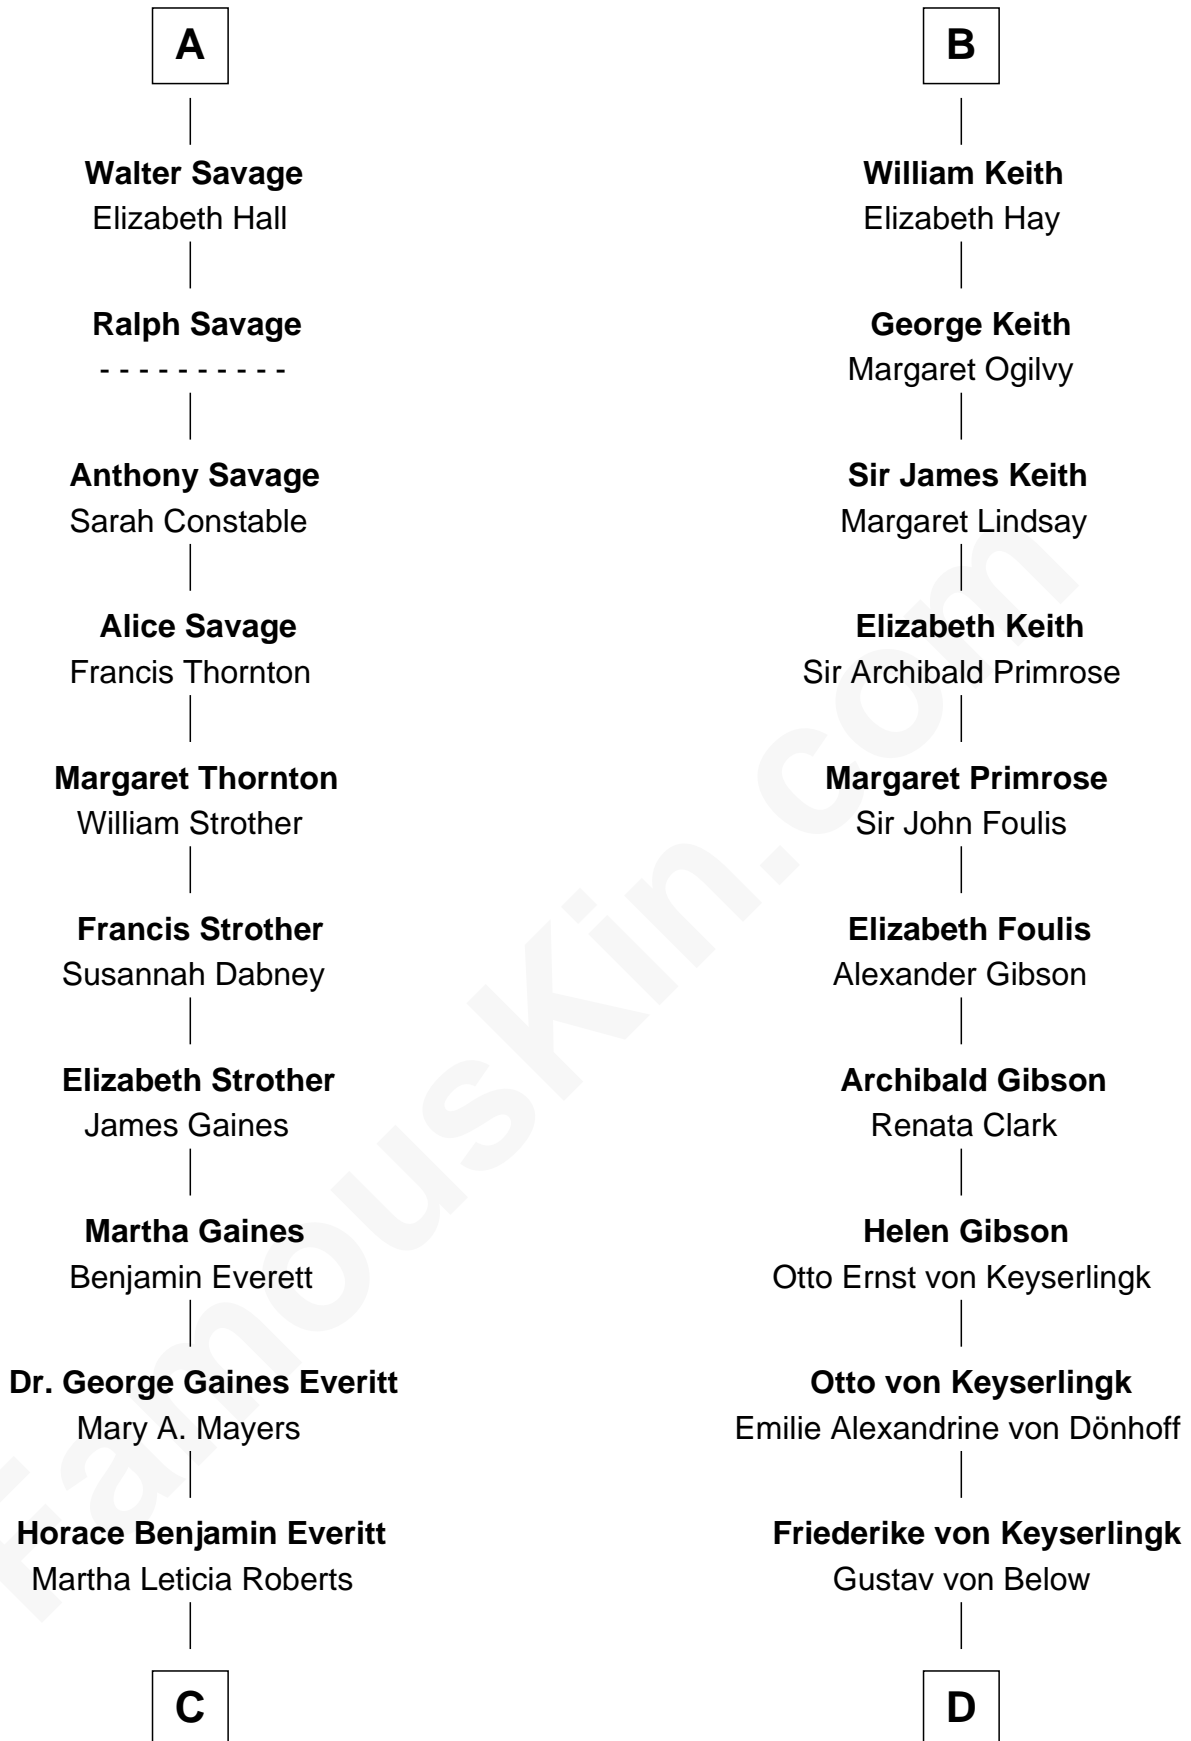 A
Walter Savage
Elizabeth Hall
Ralph Savage
- - - - - - - - - -
Anthony Savage
Sarah Constable
Alice Savage
Francis Thornton
Margaret Thornton
William Strother
Francis Strother
Susannah Dabney
Elizabeth Strother
James Gaines
Martha Gaines
Benjamin Everett
Dr. George Gaines Everitt
Mary A. Mayers
Horace Benjamin Everitt
Martha Leticia Roberts
C
B
William Keith
Elizabeth Hay
George Keith
Margaret Ogilvy
Sir James Keith
Margaret Lindsay
Elizabeth Keith
Sir Archibald Primrose
Margaret Primrose
Sir John Foulis
Elizabeth Foulis
Alexander Gibson
Archibald Gibson
Renata Clark
Helen Gibson
Otto Ernst von Keyserlingk
Otto von Keyserlingk
Emilie Alexandrine von Dönhoff
Friederike von Keyserlingk
Gustav von Below
D
FamousKin.com